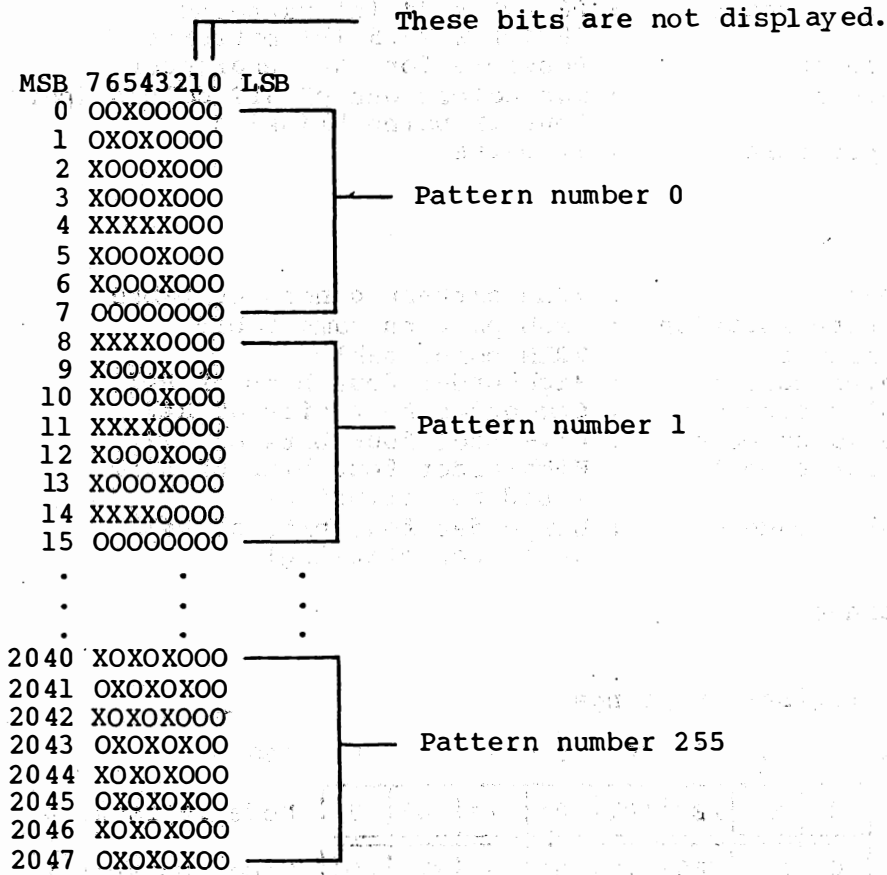 These bits are not displayed.
MSB 76543210 LSB
0 OOXOOOOO
1 OXOXOOOO
2 XOOOXOOO
3 XOOOXOOO Pattern number 0
4 XXXXXOOO
5 XOOOXOOO
6 XOOOXOOO
7 OOOOOOOO
8 XXXXOOOO
9 XOOOXOOO
10 XOOOXOOO
11 XXXXOOOO Pattern number 1
12 XOOOXOOO
13 XOOOXOOO
14 XXXXOOOO
15 OOOOOOOO
. . .
. . .
. . .
2040 XOXOXOOO
2041 OXOXOXOO
2042 XOXOXOOO
2043 OXOXOXOO Pattern number 255
2044 XOXOXOOO
2045 OXOXOXOO
2046 XOXOXOOO
2047 OXOXOXOO